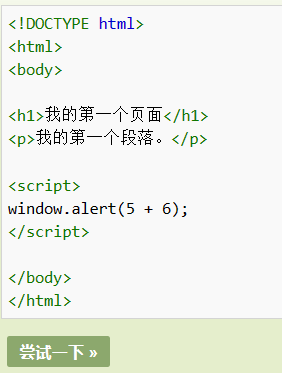 <!DOCTYPE html>
<html>
<body>
<h1>我的第一个页面</h1>
<p>我的第一个段落。</p>
<script>
window.alert(5 + 6);
</script>
</body>
</html>
尝试一下 »